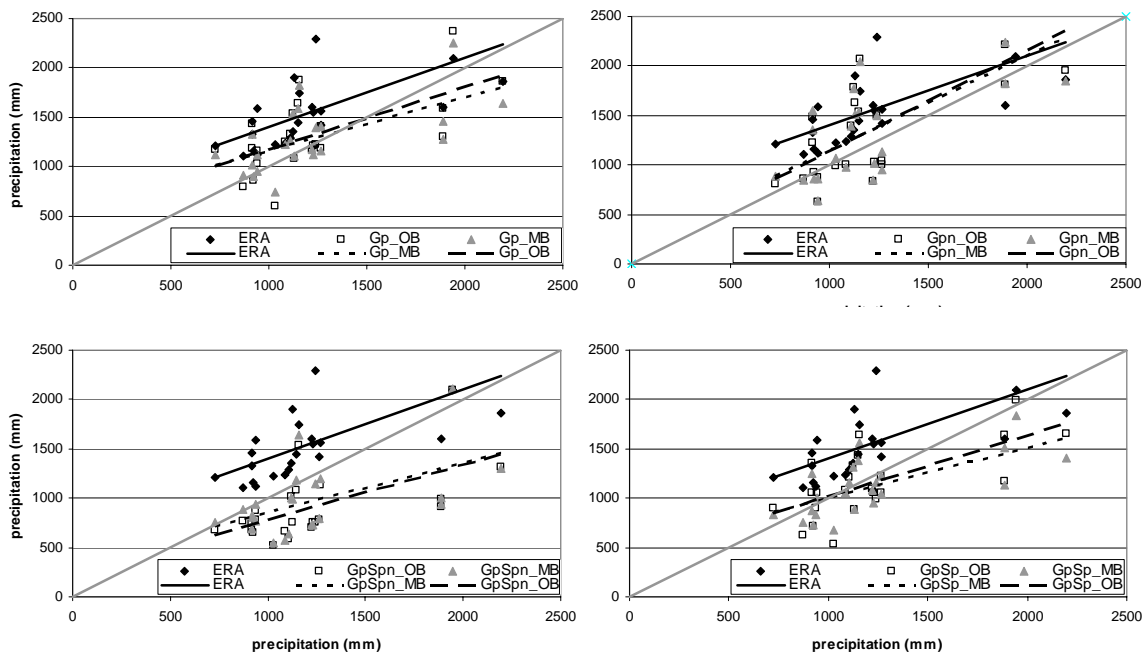 precipitation (mm)
2500
2000
1500
1000
500
0
ERA Gp_OB Gp_MB
ERA Gp_MB Gp_OB
0 500 1000 1500 2000 2500
2500
2000
1500
1000
500
0
ERA Gpn_OB Gpn_MB
ERA Gpn_MB Gpn_OB
0 500 1000 1500 2000 2500
precipitation (mm)
2500
2000
1500
1000
500
0
ERA GpSpn_OB GpSpn_MB
ERA GpSpn_MB GpSpn_OB
0 500 1000 1500 2000 2500
precipitation (mm)
2500
2000
1500
1000
500
0
ERA GpSp_OB GpSp_MB
ERA GpSp_MB GpSp_OB
0 500 1000 1500 2000 2500
precipitation (mm)